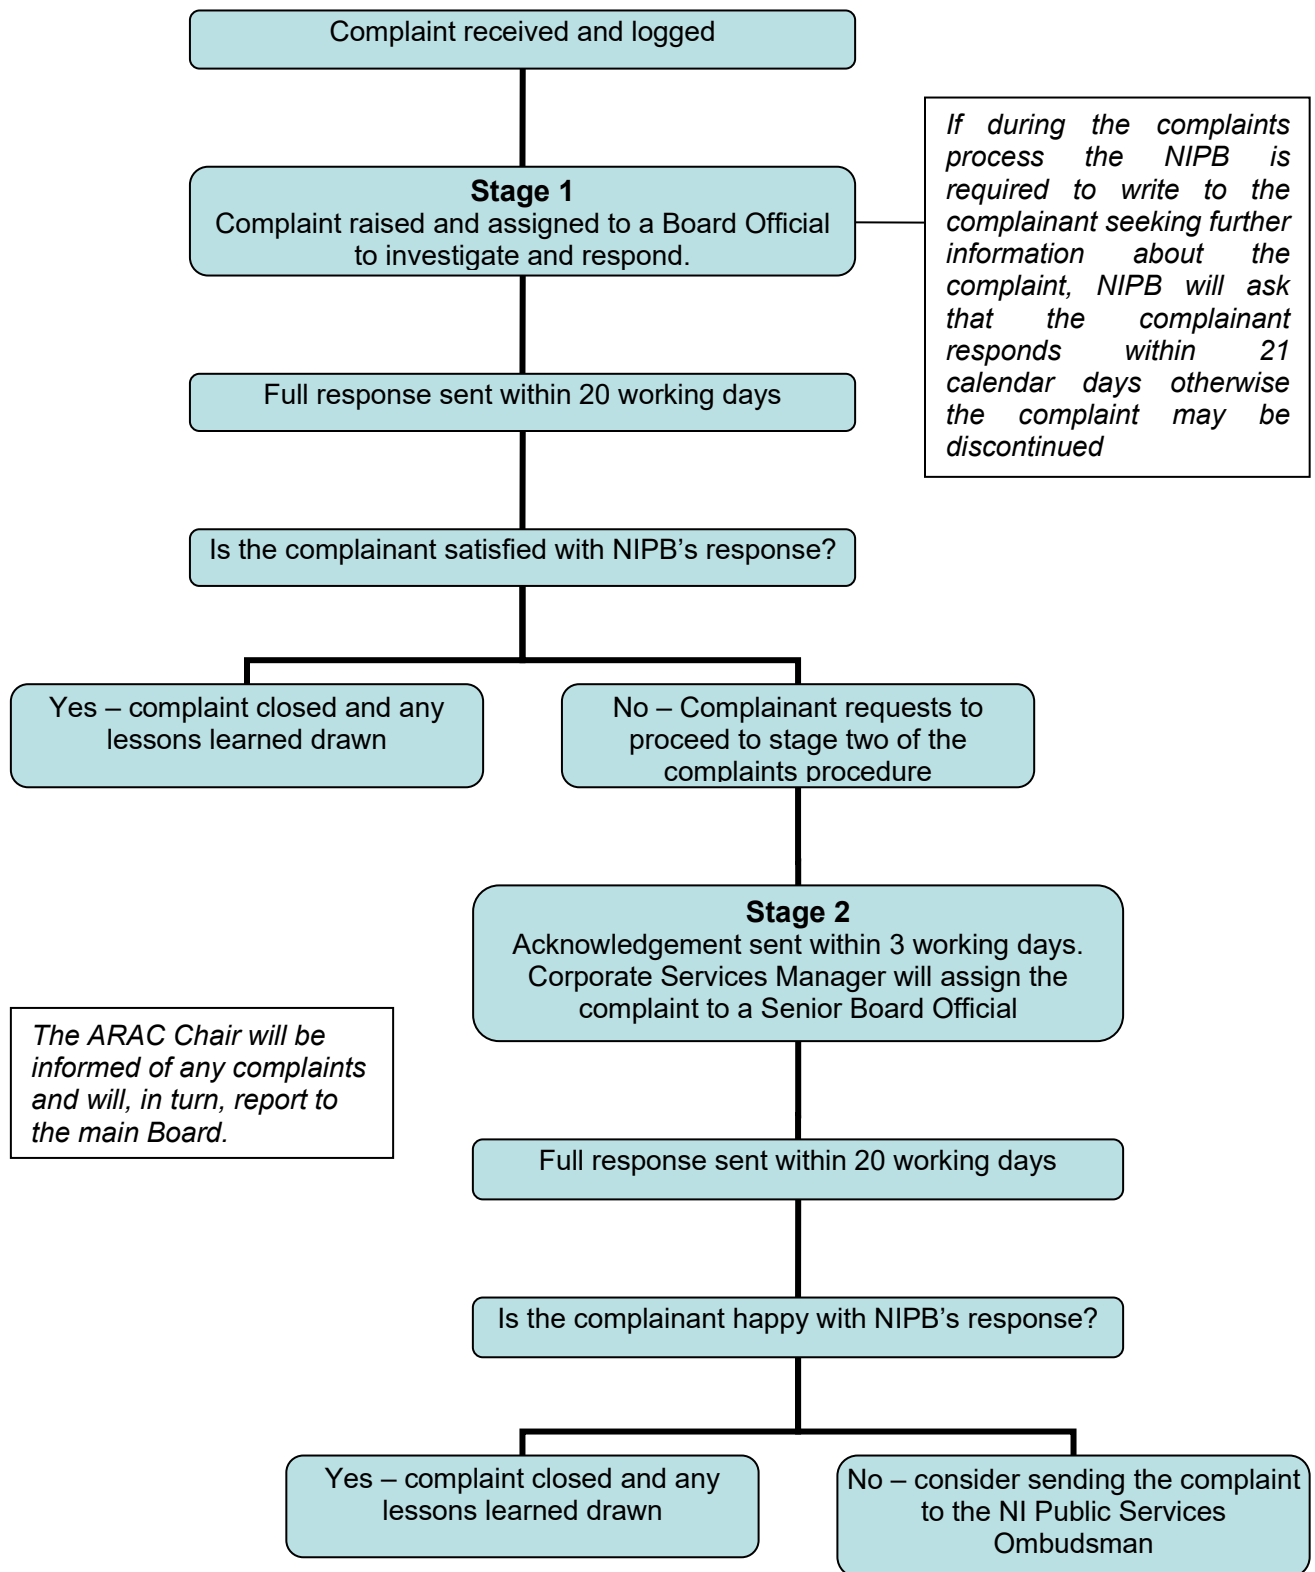 Complaint received and logged
Stage 1
Complaint raised and assigned to a Board Official
to investigate and respond.
If during the complaints
process the NIPB is
required to write to the
complainant seeking further
information about the
complaint, NIPB will ask
that the complainant
responds within 21
calendar days otherwise
the complaint may be
discontinued
Full response sent within 20 working days
Is the complainant satisfied with NIPB’s response?
Yes – complaint closed and any
lessons learned drawn
No – Complainant requests to
proceed to stage two of the
complaints procedure
Stage 2
Acknowledgement sent within 3 working days.
Corporate Services Manager will assign the
complaint to a Senior Board Official
The ARAC Chair will be
informed of any complaints
and will, in turn, report to
the main Board.
Full response sent within 20 working days
Is the complainant happy with NIPB’s response?
Yes – complaint closed and any
lessons learned drawn
No – consider sending the complaint
to the NI Public Services
Ombudsman